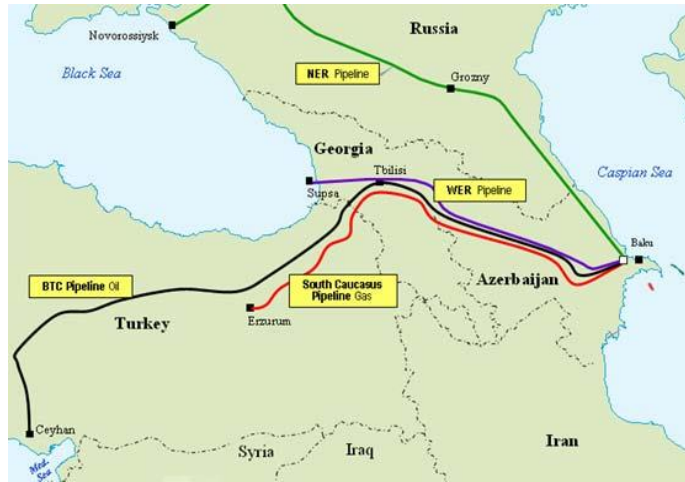 Russia
Novorossiysk
Black Sea
NER Pipeline
Grozny
Georgia
Tbilisi
Caspian Sea
Supsa
WER Pipeline
Baku
Azerbaijan
BTC Pipeline Oil
South Caucasus
Pipeline Gas
Turkey
Erzurum
Ceyhan
Iran
Syria
Iraq
Med.
Sea